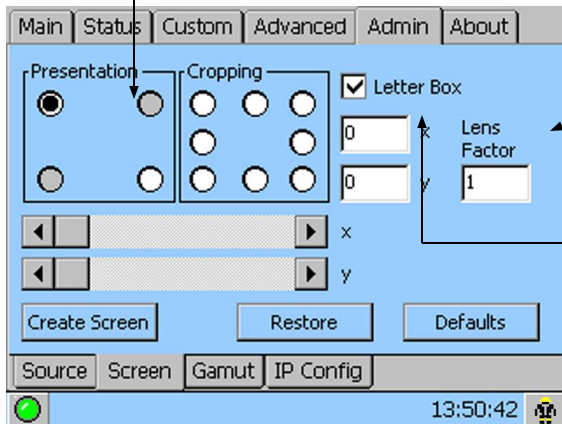 Main Status Custom Advanced Admin About
Presentation Cropping
Letter Box
0 x Lens
Factor
0 y 1
x
y
Create Screen Restore Defaults
Source Screen Gamut IP Config
13:50:42